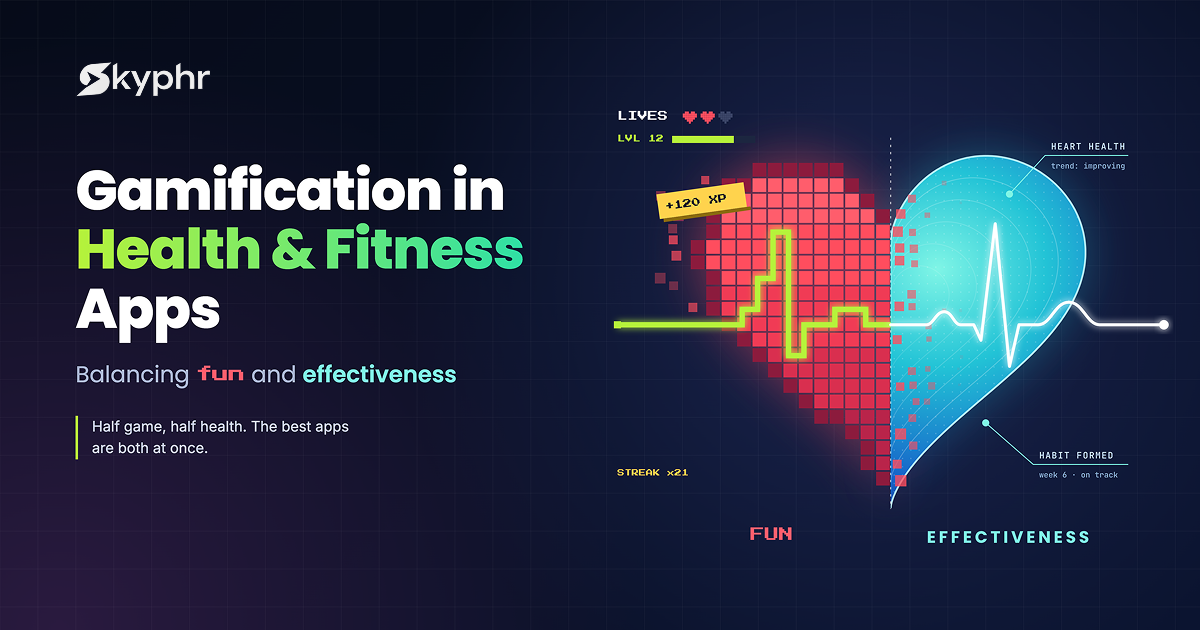 Skyphr
Gamification in
Health & Fitness
Apps
Balancing fun and effectiveness
Half game, half health. The best apps
are both at once.
LIVES
LVL 12
+120 XP
STREAK x21
FUN
HEART HEALTH
trend: improving
HABIT FORMED
week 6 · on track
EFFECTIVENESS